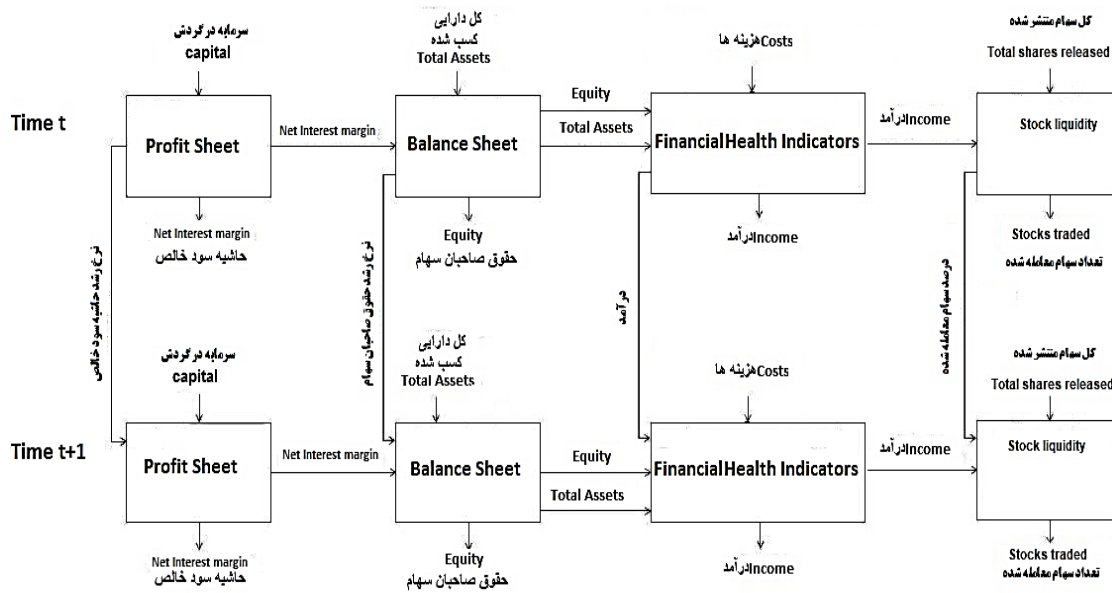 سرمایه در گردش
capital
کل دارایی
کسب شده
Total Assets
هزینه ها Costs
کل سهام منتشر شده
Total shares released
Time t
Profit Sheet
Net Interest margin
Balance Sheet
Equity
Total Assets
Financial Health Indicators
درآمد Income
Stock liquidity
Net Interest margin
حاشیه سود خالص
Equity
حقوق صاحبان سهام
درآمد Income
Stocks traded
تعداد سهام معامله شده
نرخ رشد حاشیه سود خالص
نرخ رشد حقوق صاحبان سهام
درآمد
درصد سهام معامله شده
سرمایه در گردش
capital
کل دارایی
کسب شده
Total Assets
هزینه ها Costs
کل سهام منتشر شده
Total shares released
Time t+1
Profit Sheet
Net Interest margin
Balance Sheet
Equity
Total Assets
Financial Health Indicators
درآمد Income
Stock liquidity
Net Interest margin
حاشیه سود خالص
Equity
حقوق صاحبان سهام
درآمد Income
Stocks traded
تعداد سهام معامله شده